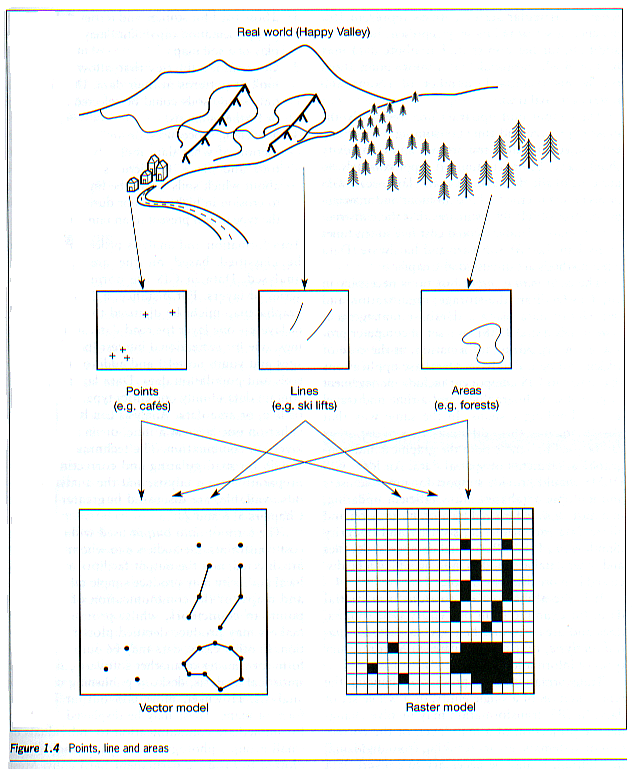 Real world (Happy Valley)
Points
(e.g. cafés)
Lines
(e.g. ski lifts)
Areas
(e.g. forests)
Vector model
Raster model
Figure 1.4 Points, line and areas